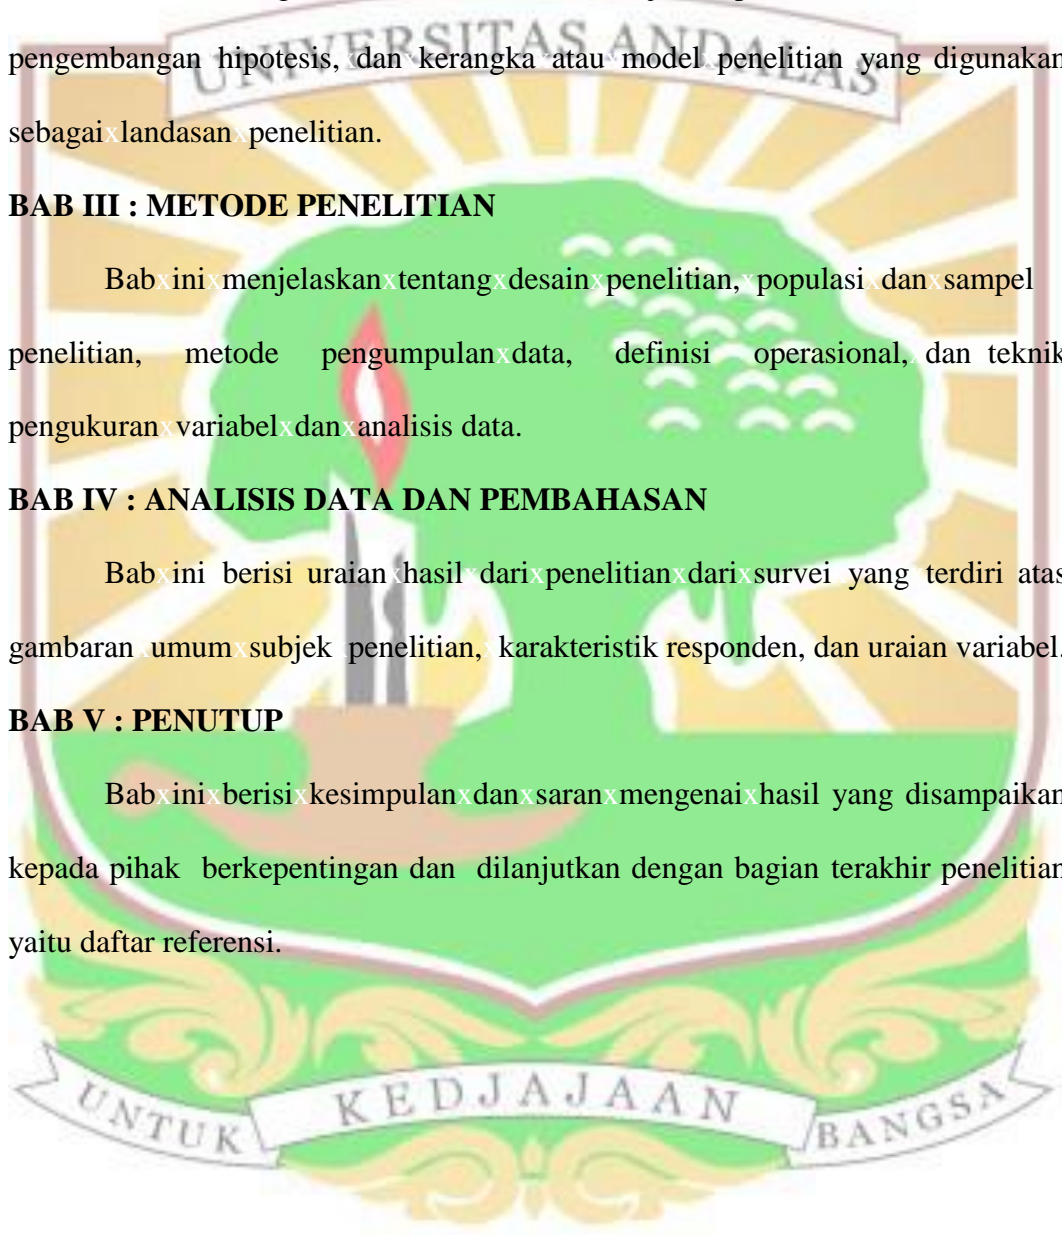 UNIVERSITAS ANDALAS
pengembangan hipotesis, dan kerangka atau model penelitian yang digunakan
sebagai landasan penelitian.
BAB III : METODE PENELITIAN
Bab ini menjelaskan tentang desain penelitian, populasi dan sampel
penelitian, metode pengumpulan data, definisi operasional, dan teknik
pengukuran variabel dan analisis data.
BAB IV : ANALISIS DATA DAN PEMBAHASAN
Bab ini berisi uraian hasil dari penelitian dari survei yang terdiri atas
gambaran umum subjek penelitian, karakteristik responden, dan uraian variabel.
BAB V : PENUTUP
Bab ini berisi kesimpulan dan saran mengenai hasil yang disampaikan
kepada pihak berkepentingan dan dilanjutkan dengan bagian terakhir penelitian
yaitu daftar referensi.
UNTUK KEDJAJAAN BANGSA